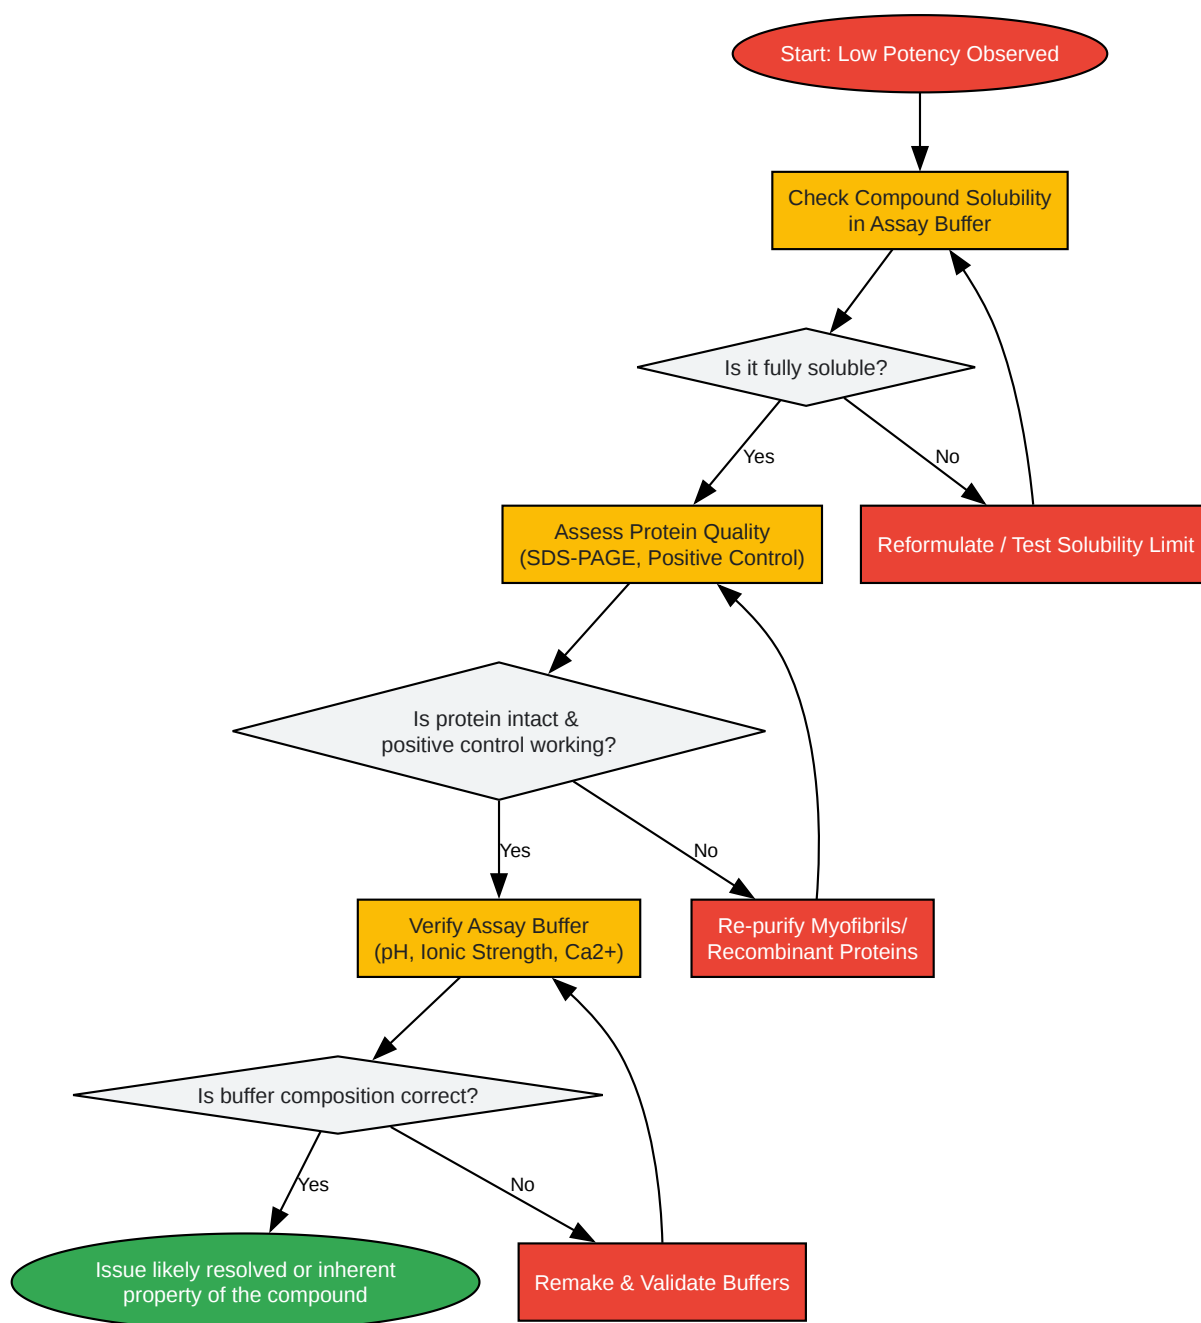 Start: Low Potency Observed
Check Compound Solubility
in Assay Buffer
Is it fully soluble?
Yes
No
Assess Protein Quality
(SDS-PAGE, Positive Control)
Reformulate / Test Solubility Limit
Is protein intact &
positive control working?
Yes
No
Verify Assay Buffer
(pH, Ionic Strength, Ca2+)
Re-purify Myofibrils/
Recombinant Proteins
Is buffer composition correct?
Yes
No
Issue likely resolved or inherent
property of the compound
Remake & Validate Buffers